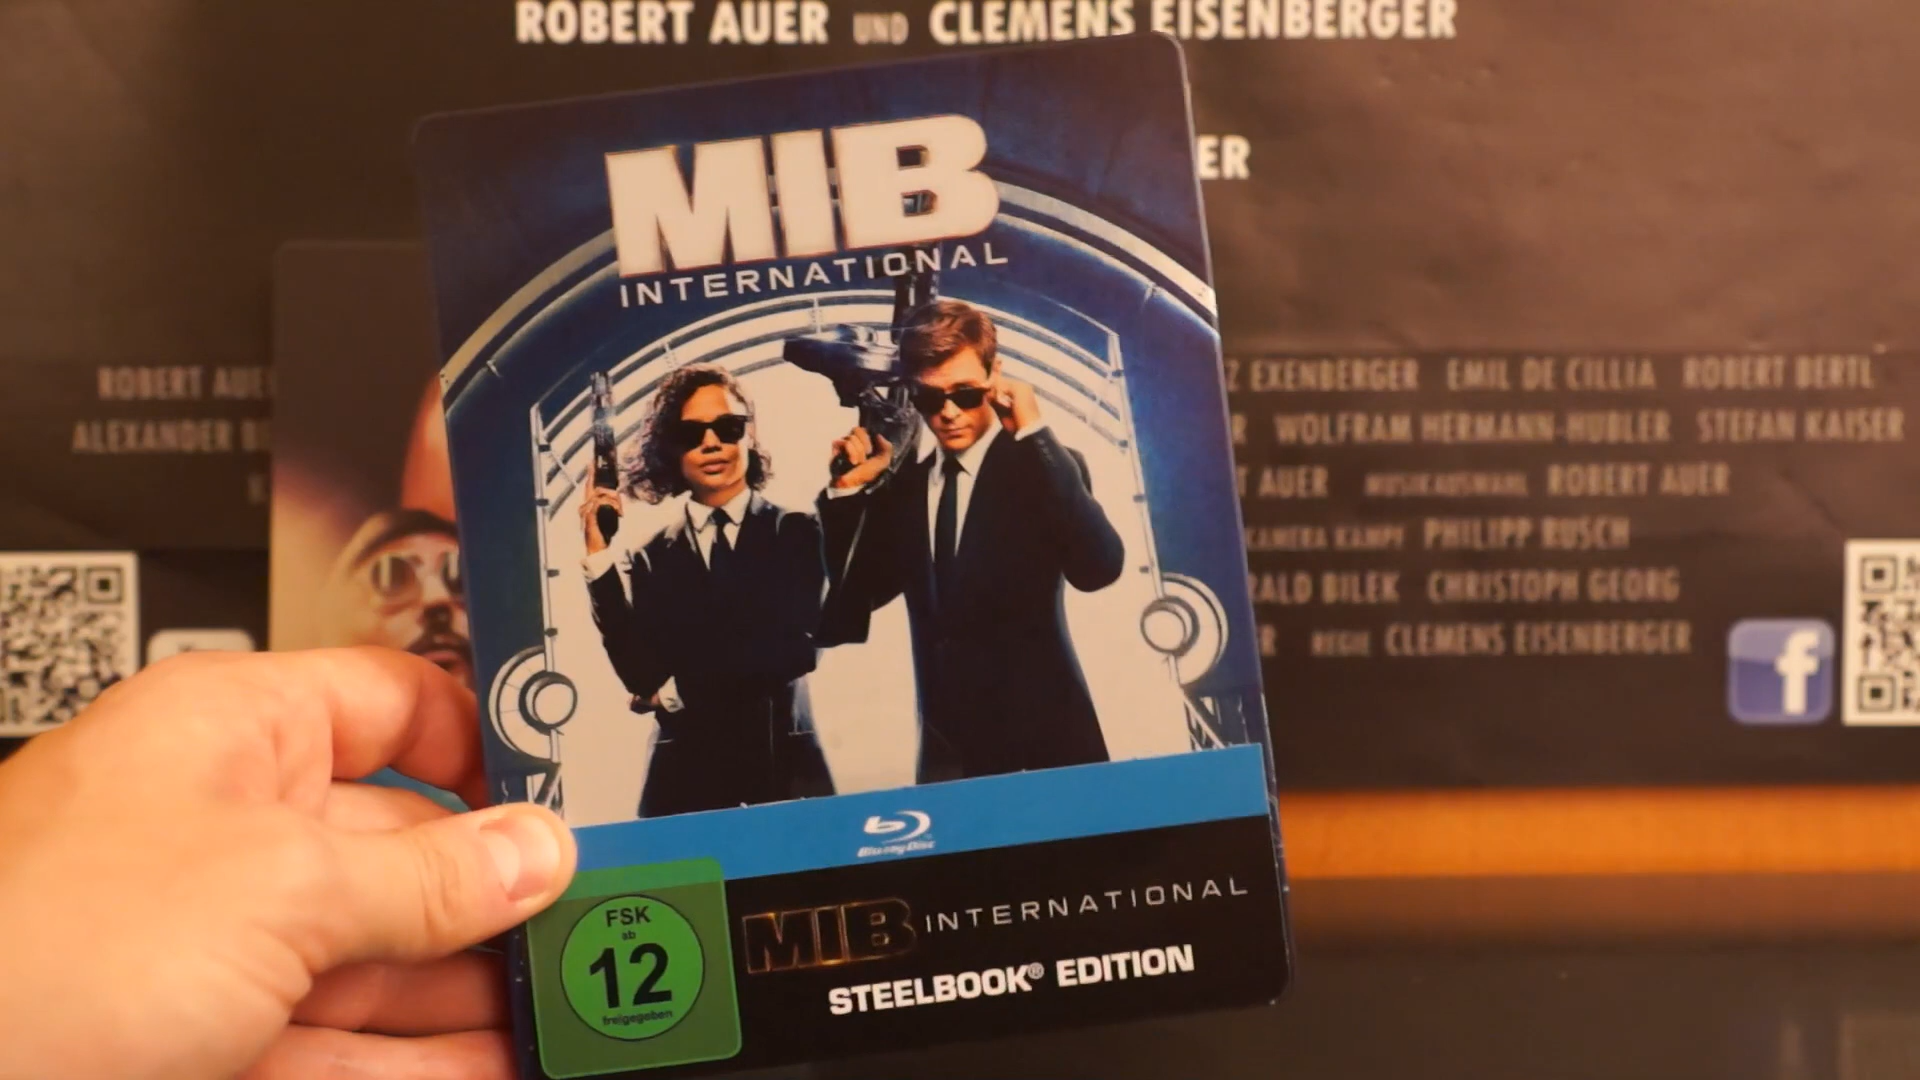 ROBERT AUER UND CLEMENS EISENBERGER
ER
MIB
INTERNATIONAL
ROBERT AUE
EXENBERGER EMIL DE CILLIA ROBERT BERTL
ALEXANDER
WOLFRAM HERMANN-HUBLER STEFAN KAISER
AUER MUSIKAUSWAHL ROBERT AUER
KAMERA KAMPF PHILIPP RUSCH
RALD BILEK CHRISTOPH GEORG
REGIE CLEMENS EISENBERGER
f
Blu-ray Disc
MIB INTERNATIONAL
STEELBOOK® EDITION
FSK
ab
12
freigegeben